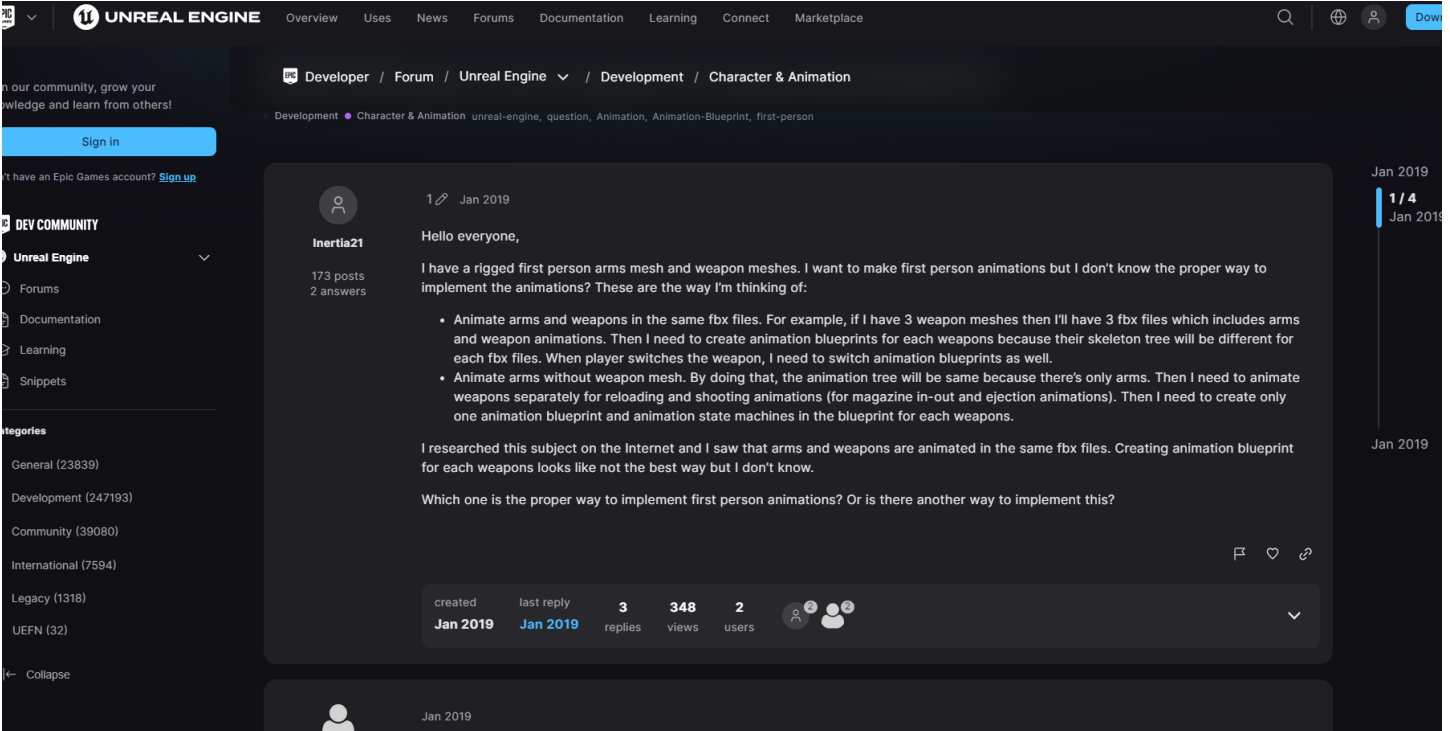 UNREAL ENGINE Overview Uses News Forums Documentation Learning Connect Marketplace
our community, grow your
and learn from others!
Sign in
have an Epic Games account? Sign up
DEV COMMUNITY
Unreal Engine
Forums
Documentation
Learning
Snippets
General (23839)
Development (247193)
Community (39080)
International (7594)
Legacy (1318)
UEFN (32)
Collapse
EPIC Developer / Forum / Unreal Engine / Development / Character & Animation
Development Character & Animation unreal-engine, question, Animation, Animation-Blueprint, first-person
Inertia21
173 posts
2 answers
1 Jan 2019
Hello everyone,
I have a rigged first person arms mesh and weapon meshes. I want to make first person animations but I don’t know the proper way to
implement the animations? These are the way I’m thinking of:
• Animate arms and weapons in the same fbx files. For example, if I have 3 weapon meshes then I’ll have 3 fbx files which includes arms
and weapon animations. Then I need to create animation blueprints for each weapons because their skeleton tree will be different for
each fbx files. When player switches the weapon, I need to switch animation blueprints as well.
• Animate arms without weapon mesh. By doing that, the animation tree will be same because there’s only arms. Then I need to animate
weapons separately for reloading and shooting animations (for magazine in-out and ejection animations). Then I need to create only
one animation blueprint and animation state machines in the blueprint for each weapons.
I researched this subject on the Internet and I saw that arms and weapons are animated in the same fbx files. Creating animation blueprint
for each weapons looks like not the best way but I don’t know.
Which one is the proper way to implement first person animations? Or is there another way to implement this?
created last reply 3 348 2 2 2
Jan 2019 Jan 2019 replies views users
Jan 2019
Jan 2019
1 / 4
Jan 2019
Jan 2019